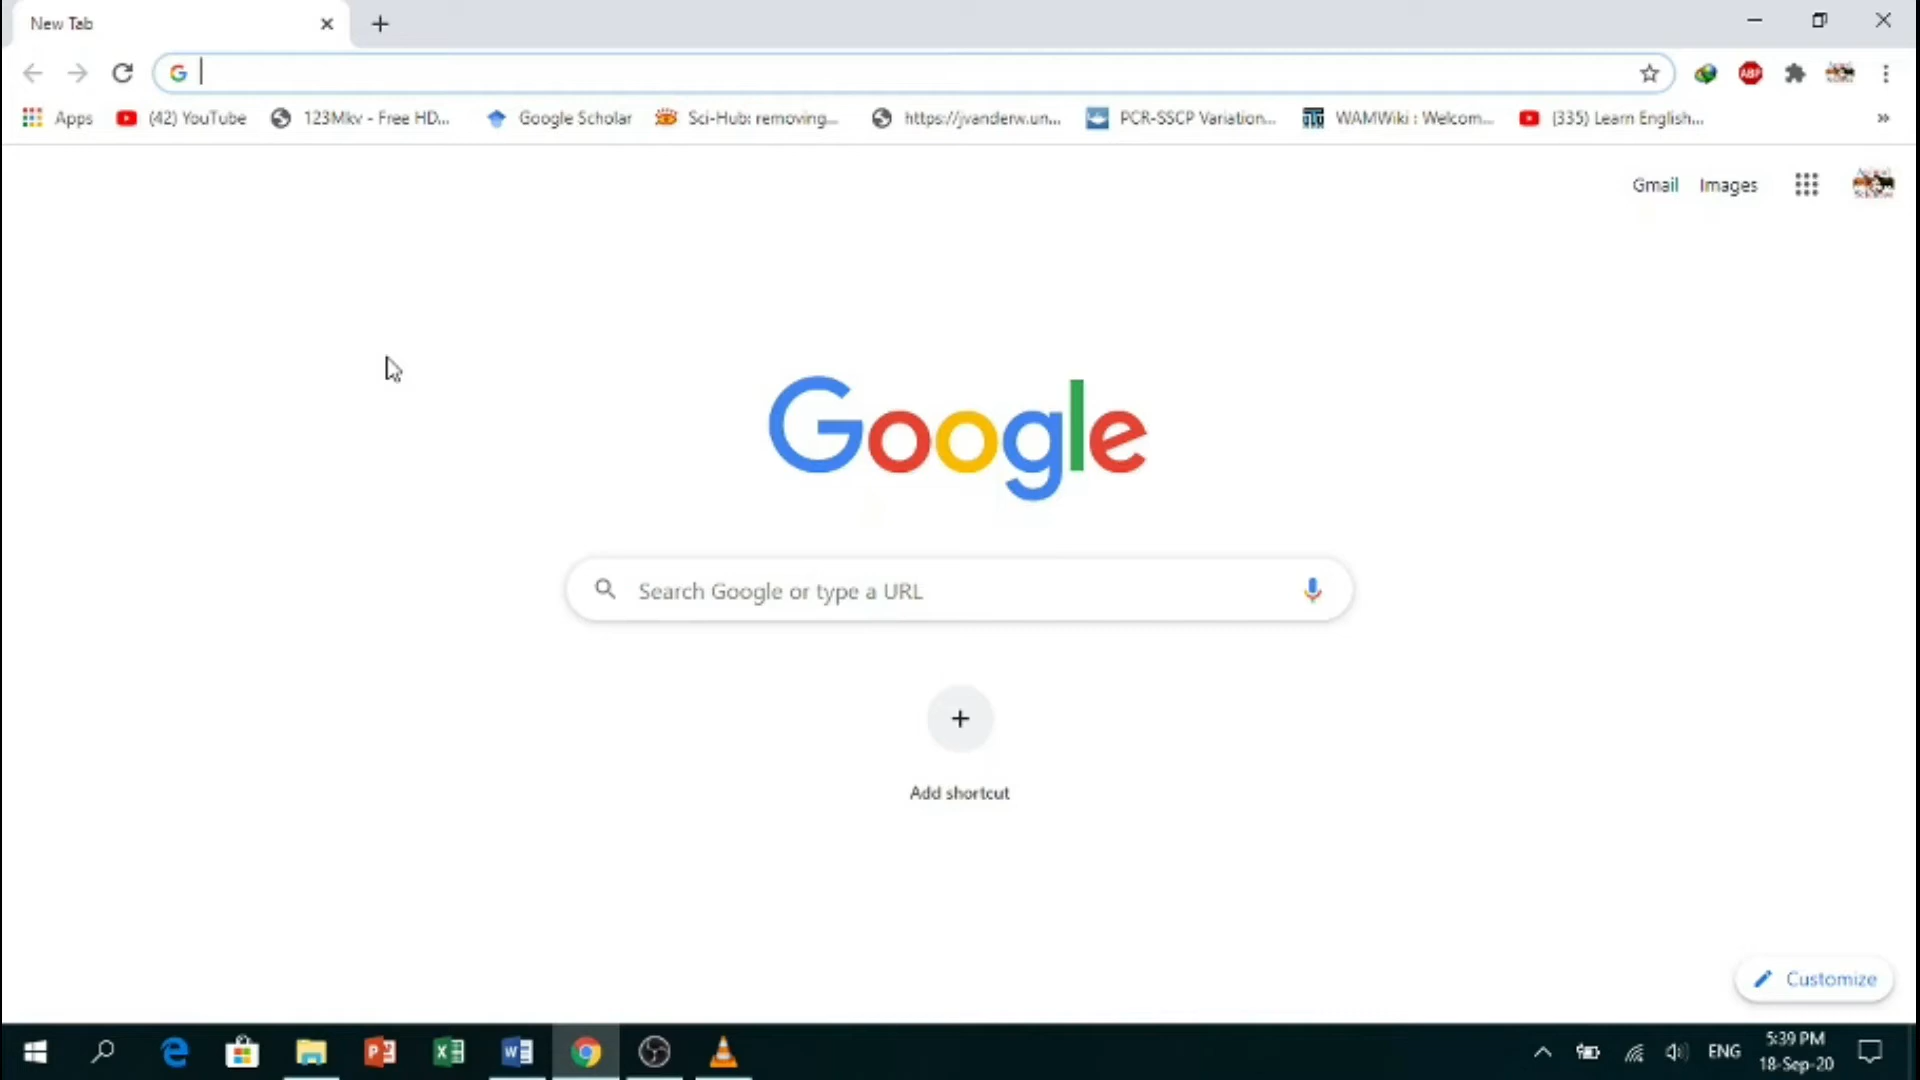 New Tab
Apps (42) YouTube 123Mkv - Free HD... Google Scholar Sci-Hub: removing... https://jvanderw.un... PCR-SSCP Variation... WAMWiki : Welcom... (335) Learn English... »
ABP
Gmail Images
Google
Search Google or type a URL
Add shortcut
Customize
ENG
5:39 PM
18-Sep-20